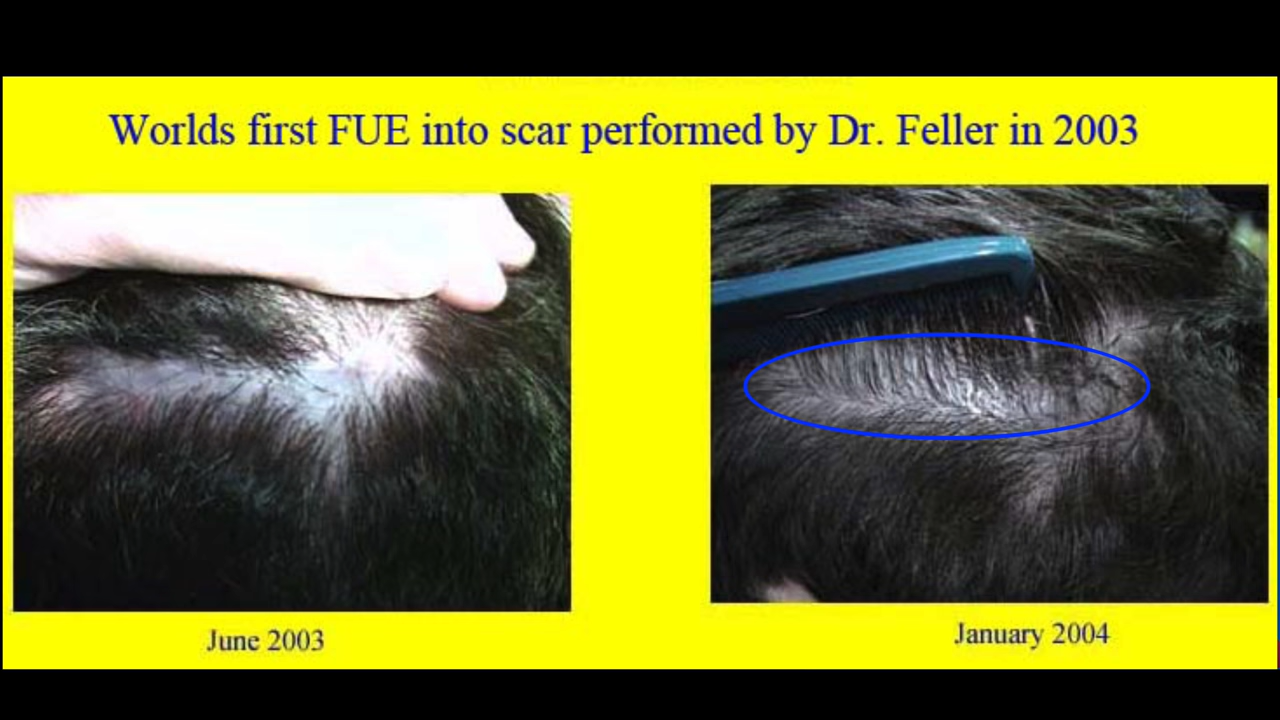 Worlds first FUE into scar performed by Dr. Feller in 2003
June 2003
January 2004